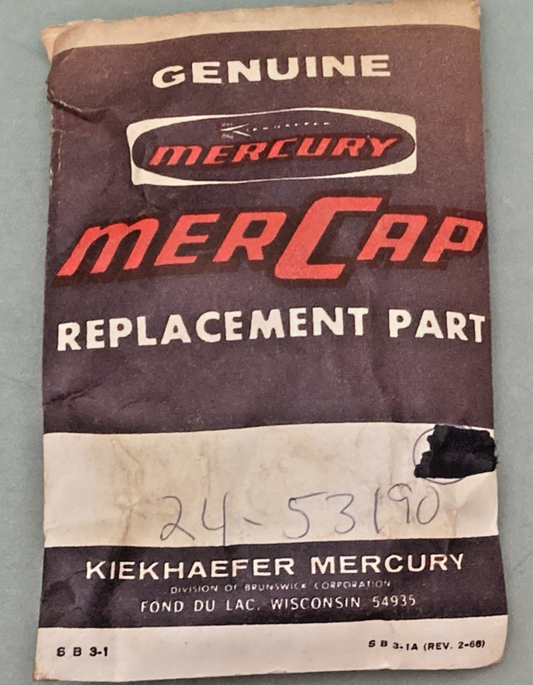 GENUINE
KIEKHAEFER
MERCURY
MERCAP
REPLACEMENT PART
24-53190
KIEKHAEFER MERCURY
DIVISION OF BRUNSWICK CORPORATION
FOND DU LAC, WISCONSIN 54935
S B 3-1
S B 3-1A (REV. 2-68)